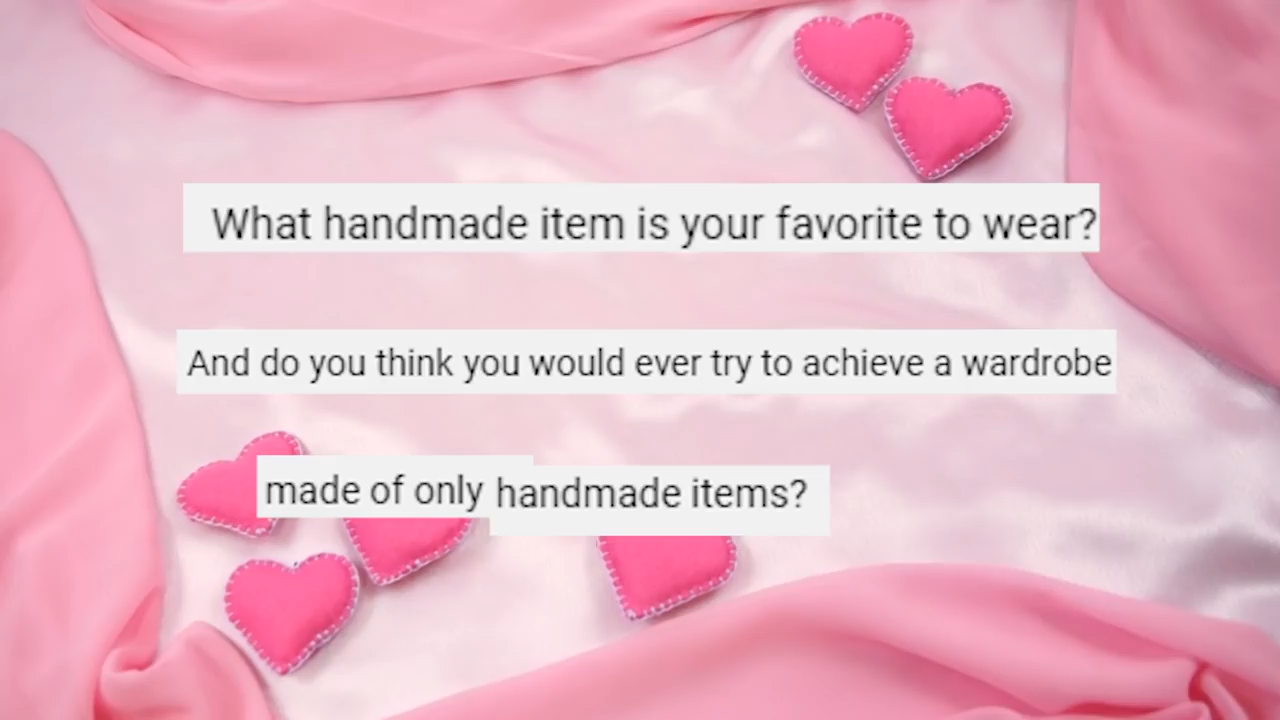 What handmade item is your favorite to wear?
And do you think you would ever try to achieve a wardrobe
made of only handmade items?